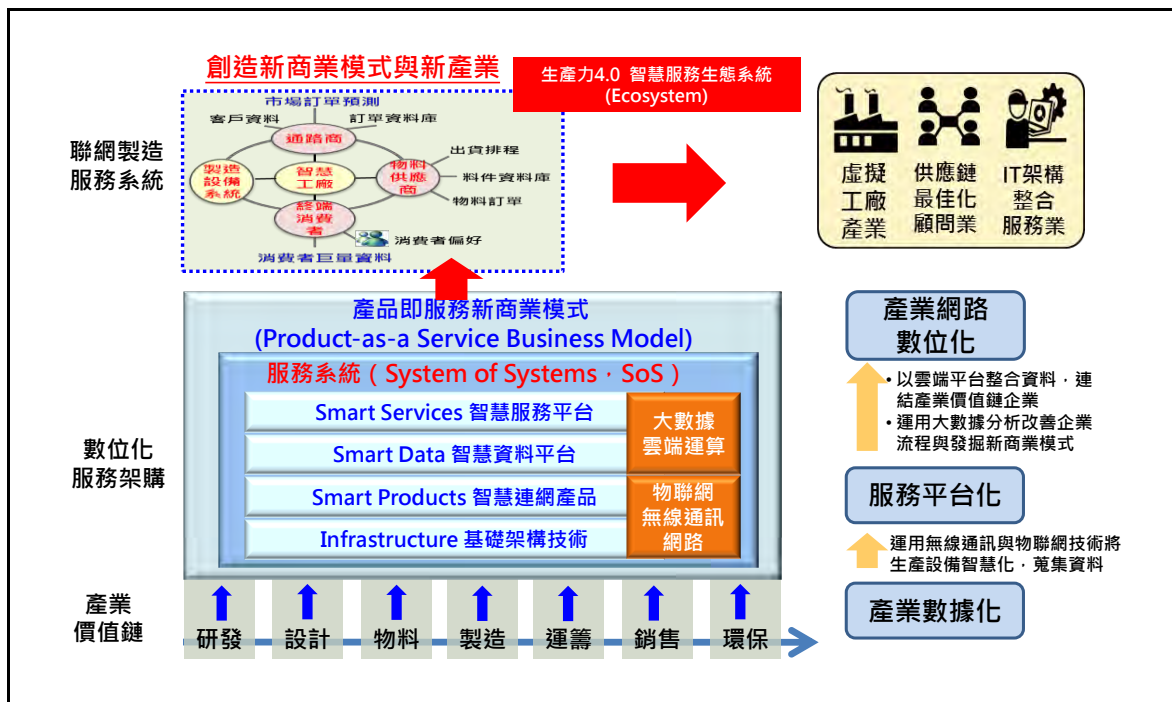 創造新商業模式與新產業
生產力4.0 智慧服務生態系統
(Ecosystem)
聯網製造
服務系統
市場訂單預測
客戶資料
訂單資料庫
通路商
製造
設備
系統
智慧
工廠
物料
供應
商
終端
消費
者
出貨排程
料件資料庫
物料訂單
消費者偏好
消費者巨量資料
虛擬
工廠
產業
供應鏈
最佳化
顧問業
IT架構
整合
服務業
數位化
服務架購
產品即服務新商業模式
(Product-as-a Service Business Model)
服務系統（System of Systems，SoS）
Smart Services 智慧服務平台
Smart Data 智慧資料平台
Smart Products 智慧連網產品
Infrastructure 基礎架構技術
大數據
雲端運算
物聯網
無線通訊
網路
產業網路
數位化
• 以雲端平台整合資料，連
結產業價值鏈企業
• 運用大數據分析改善企業
流程與發掘新商業模式
服務平台化
運用無線通訊與物聯網技術將
生產設備智慧化，蒐集資料
產業數據化
產業
價值鏈
研發
設計
物料
製造
運籌
銷售
環保